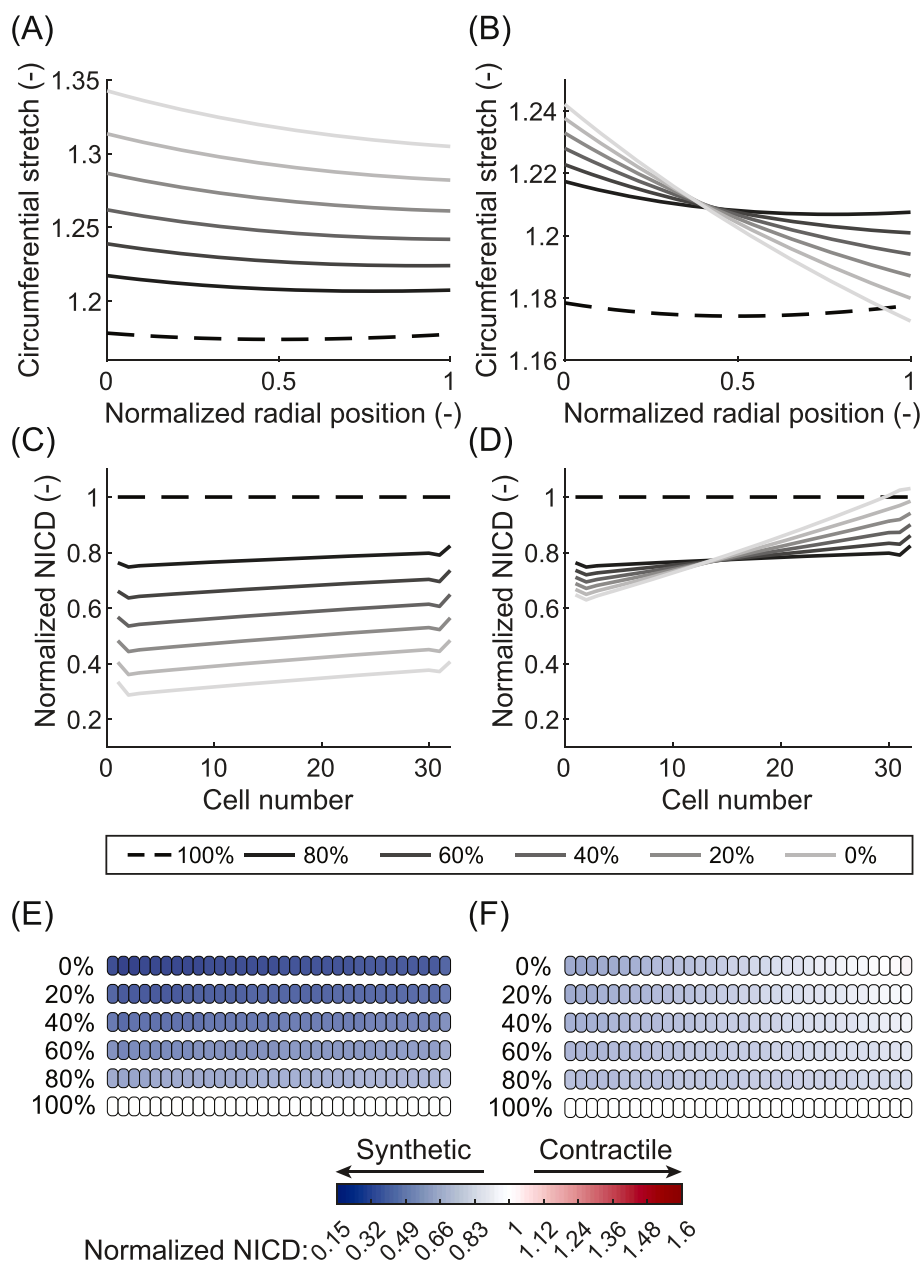 (A)
Circumferential stretch (-)
1.35
1.3
1.25
1.2
0
0.5
1
Normalized radial position (-)
(B)
Circumferential stretch (-)
1.24
1.22
1.2
1.18
1.16
0
0.5
1
Normalized radial position (-)
(C)
Normalized NICD (-)
1
0.8
0.6
0.4
0.2
0
10
20
30
Cell number
(D)
Normalized NICD (-)
1
0.8
0.6
0.4
0.2
0
10
20
30
Cell number
100% 80% 60% 40% 20% 0%
(E)
0%
20%
40%
60%
80%
100%
(F)
0%
20%
40%
60%
80%
100%
Synthetic Contractile
Normalized NICD: 0.15 0.32 0.49 0.66 0.83 1 1.12 1.24 1.36 1.48 1.6